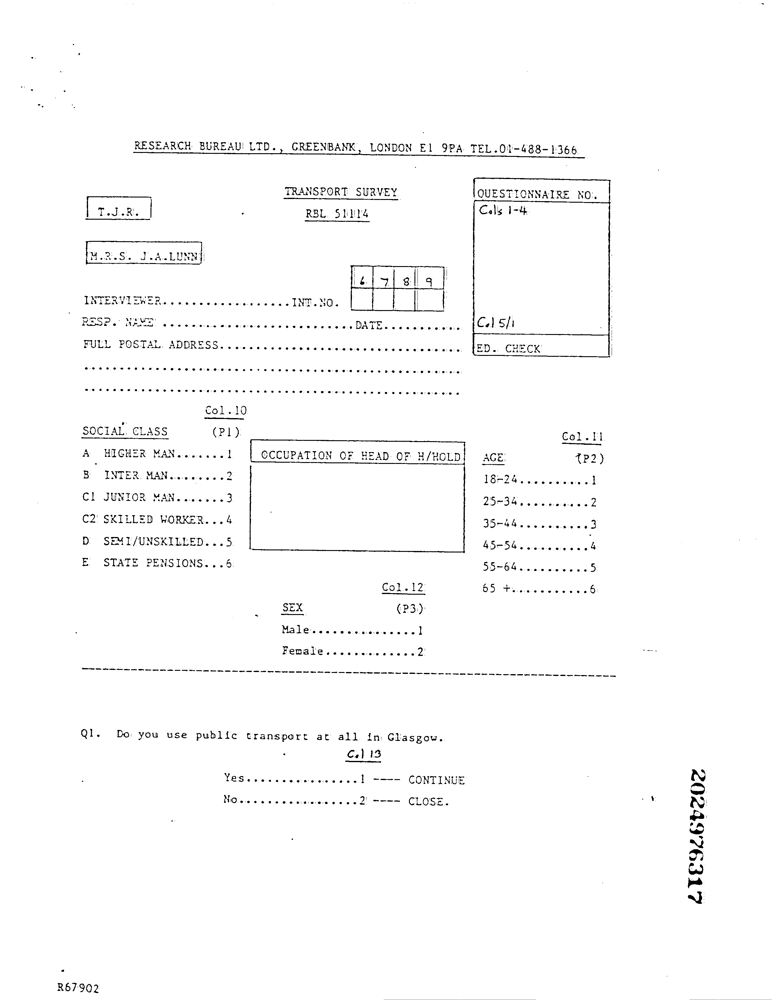 RESEARCH BUREAU LTD., GREENBANK, LONDON E1 9PA TEL.01-488-1366
TRANSPORT SURVEY
RBL 51114
T.J.R.
QUESTIONNAIRE NO.
Cols 1-4
M.R.S. J.A.LUNN
6 7 8 9
INTERVIEWER..................INT.NO.
RESP. NAME ...........................DATE...........
Col 5/1
FULL POSTAL ADDRESS..................................
ED. CHECK
Col.10
SOCIAL CLASS (P1)
A HIGHER MAN.......1
B INTER MAN........2
C1 JUNIOR MAN.......3
C2 SKILLED WORKER...4
D SEMI/UNSKILLED...5
E STATE PENSIONS...6
OCCUPATION OF HEAD OF H/HOLD
Col.11
AGE (P2)
18-24..........1
25-34..........2
35-44..........3
45-54..........4
55-64..........5
65 +...........6
Col.12
SEX (P3)
Male...............1
Female.............2
Q1. Do you use public transport at all in Glasgow.
Col 13
Yes................1 ---- CONTINUE
No.................2 ---- CLOSE.
2024976317
R67902